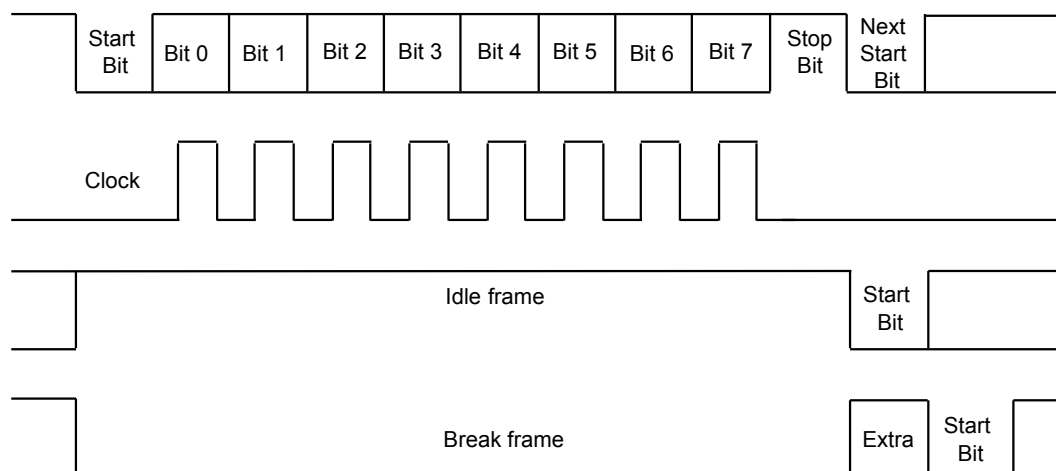 Start
Bit
Bit 0
Bit 1
Bit 2
Bit 3
Bit 4
Bit 5
Bit 6
Bit 7
Stop
Bit
Next
Start
Bit
Clock
Idle frame
Start
Bit
Break frame
Extra
Start
Bit